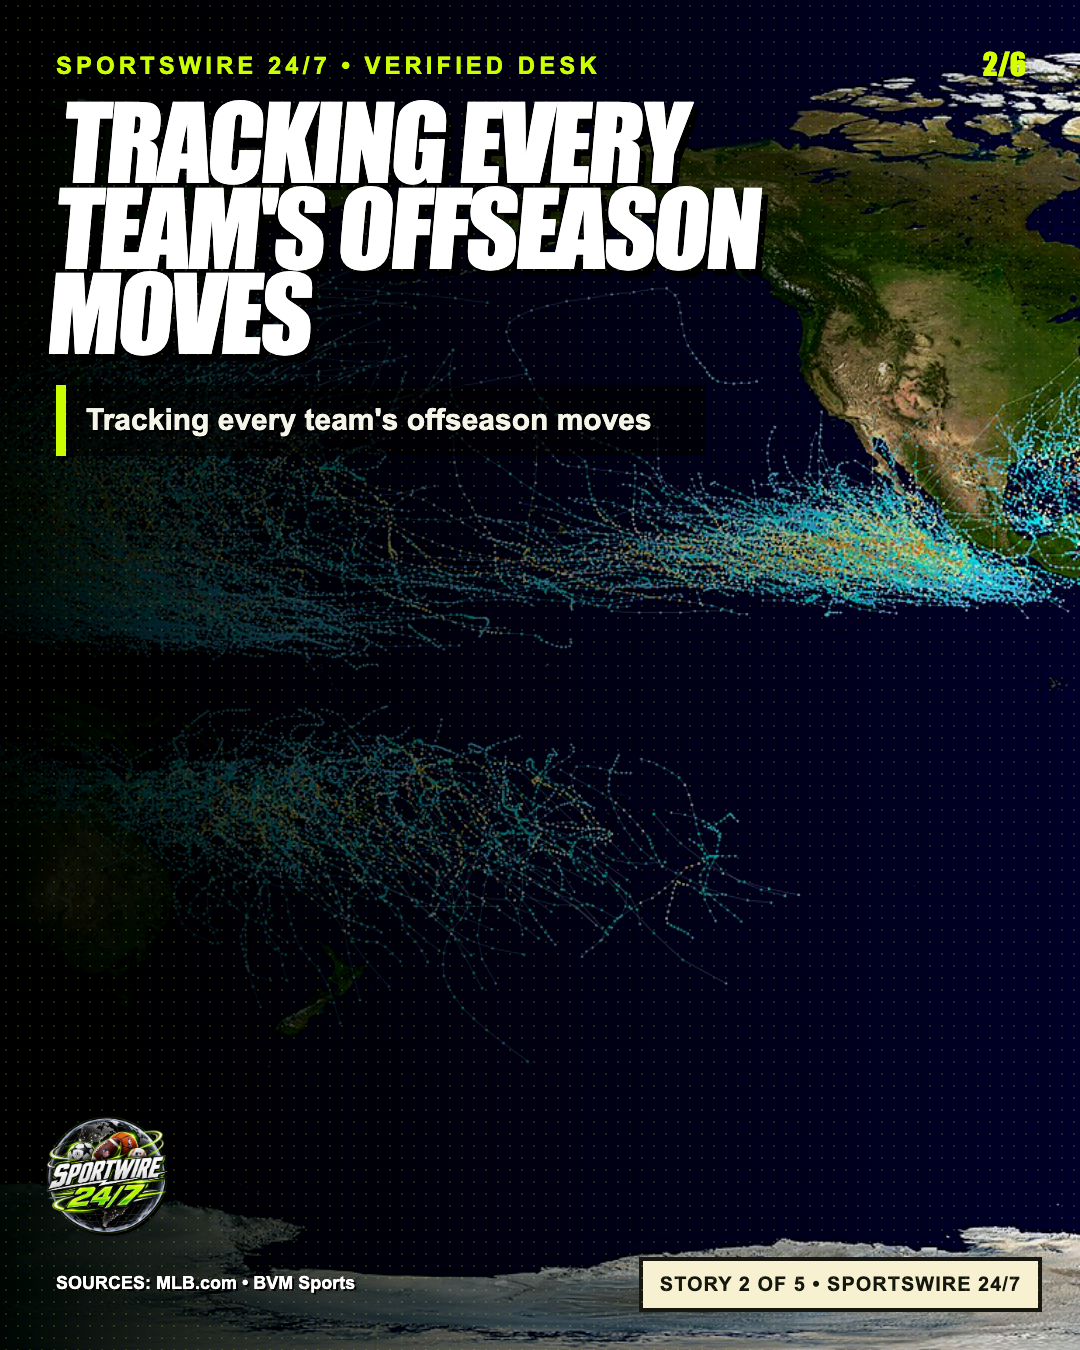 SPORTSWIRE 24/7 • VERIFIED DESK
2/6
TRACKING EVERY
TEAM'S OFFSEASON
MOVES
Tracking every team's offseason moves
SPORTWIRE
24/7
SOURCES: MLB.com • BVM Sports
STORY 2 OF 5 • SPORTSWIRE 24/7